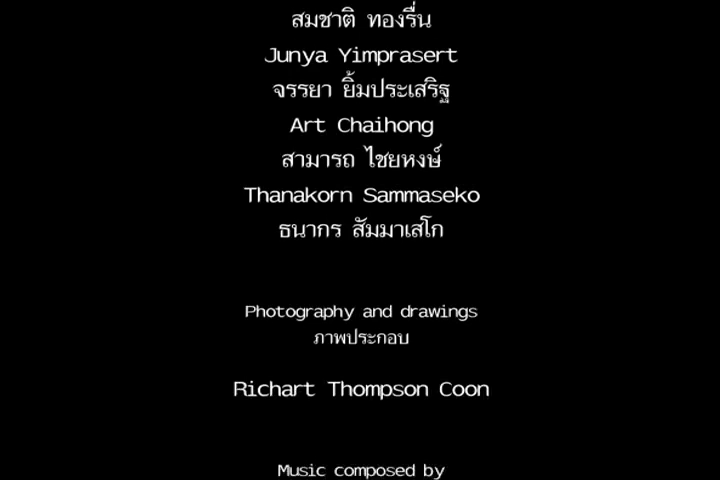 สมชาติ ทองรื่น
Junya Yimprasert
จรรยา ยิ้มประเสริฐ
Art Chaihong
สามารถ ไชยหงษ์
Thanakorn Sammaseko
ธนากร สัมมาเสโก
Photography and drawings
ภาพประกอบ
Richart Thompson Coon
Music composed by